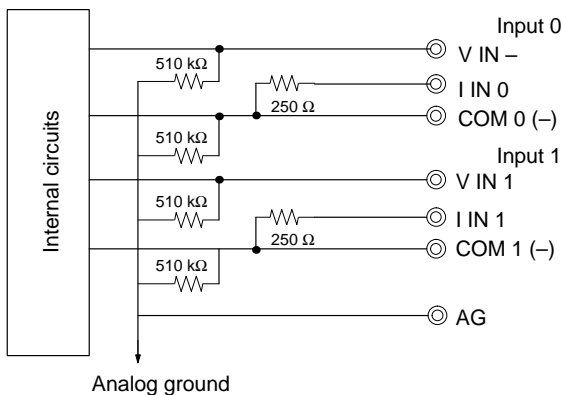 Input 0
V IN –
510 kΩ
I IN 0
250 Ω
COM 0 (–)
510 kΩ
Input 1
V IN 1
510 kΩ
I IN 1
250 Ω
COM 1 (–)
510 kΩ
AG
Analog ground
Internal circuits